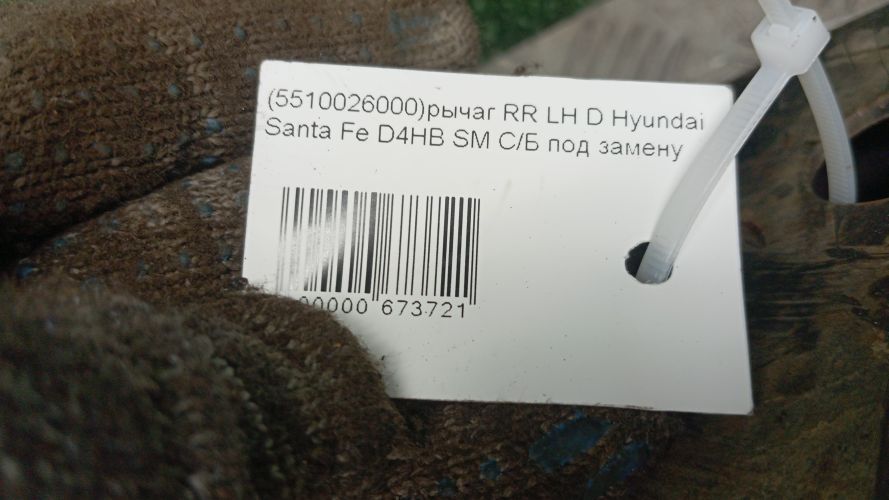 (5510026000)рычаг RR LH D Hyundai
Santa Fe D4HB SM С/Б под замену
00000 673721